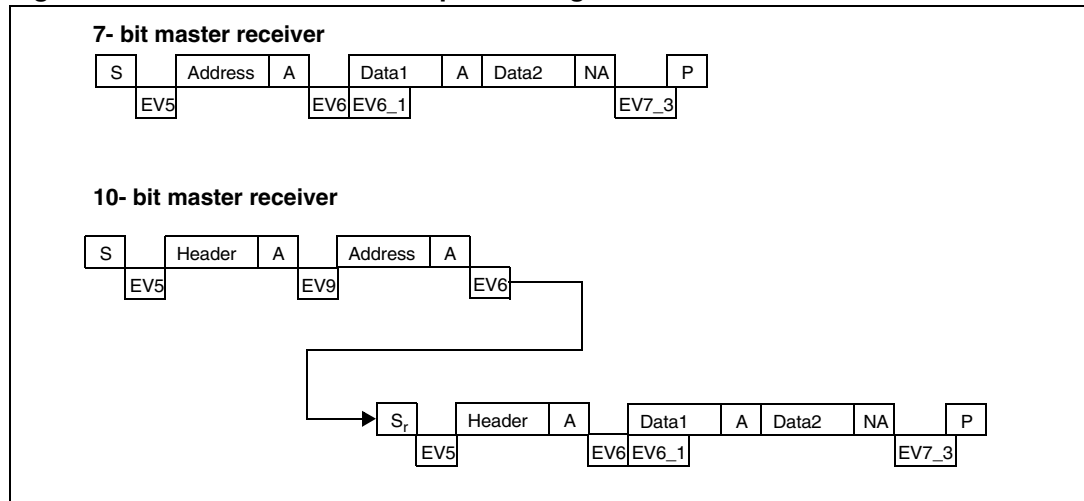 7- bit master receiver
S Address A Data1 A Data2 NA P
EV5 EV6 EV6_1 EV7_3
10- bit master receiver
S Header A Address A
EV5 EV9 EV6
Sr Header A Data1 A Data2 NA P
EV5 EV6 EV6_1 EV7_3